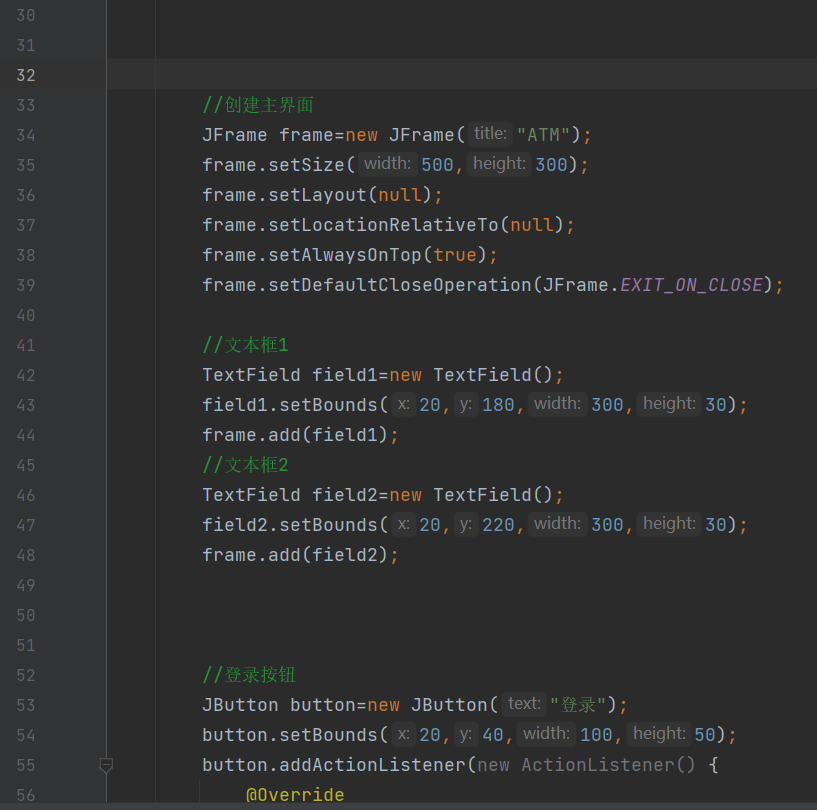 30
31
32
33 //创建主界面
34 JFrame frame=new JFrame( title: "ATM");
35 frame.setSize( width: 500, height: 300);
36 frame.setLayout(null);
37 frame.setLocationRelativeTo(null);
38 frame.setAlwaysOnTop(true);
39 frame.setDefaultCloseOperation(JFrame.EXIT_ON_CLOSE);
40
41 //文本框1
42 TextField field1=new TextField();
43 field1.setBounds( x: 20, y: 180, width: 300, height: 30);
44 frame.add(field1);
45 //文本框2
46 TextField field2=new TextField();
47 field2.setBounds( x: 20, y: 220, width: 300, height: 30);
48 frame.add(field2);
49
50
51
52 //登录按钮
53 JButton button=new JButton( text: "登录");
54 button.setBounds( x: 20, y: 40, width: 100, height: 50);
55 button.addActionListener(new ActionListener() {
56 @Override